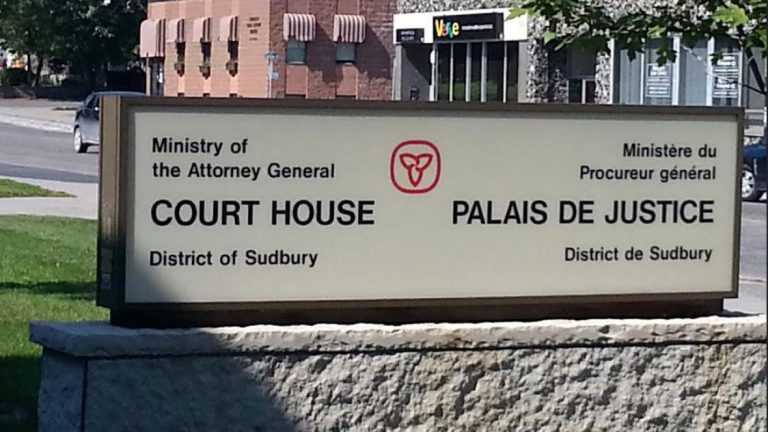 Verve
Ministry of
the Attorney General
COURT HOUSE
District of Sudbury
Ministère du
Procureur général
PALAIS DE JUSTICE
District de Sudbury